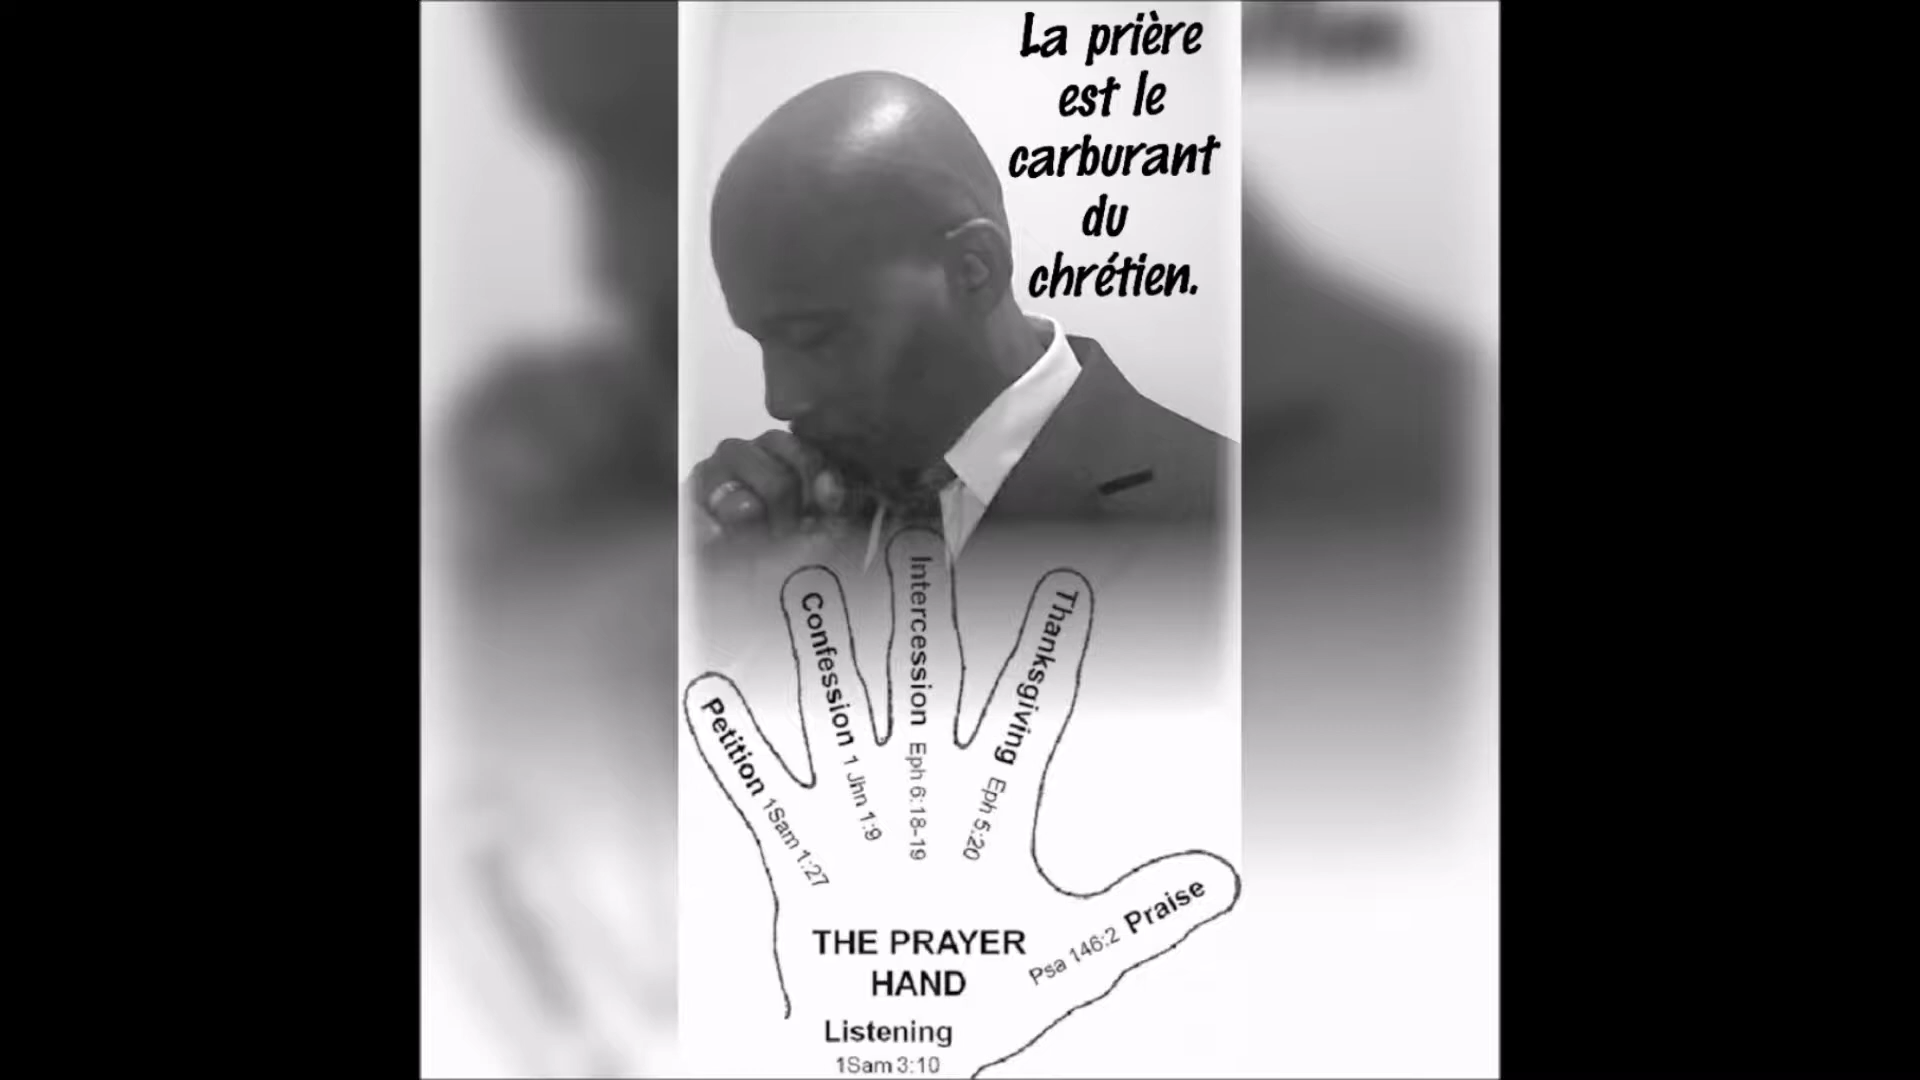 La prière
est le
carburant
du
chrétien.
Petition 1Sam 1:27
Confession 1 Jhn 1:9
Intercession Eph 6:18-19
Thanksgiving Eph 5:20
Psa 146:2 Praise
THE PRAYER
HAND
Listening
1Sam 3:10